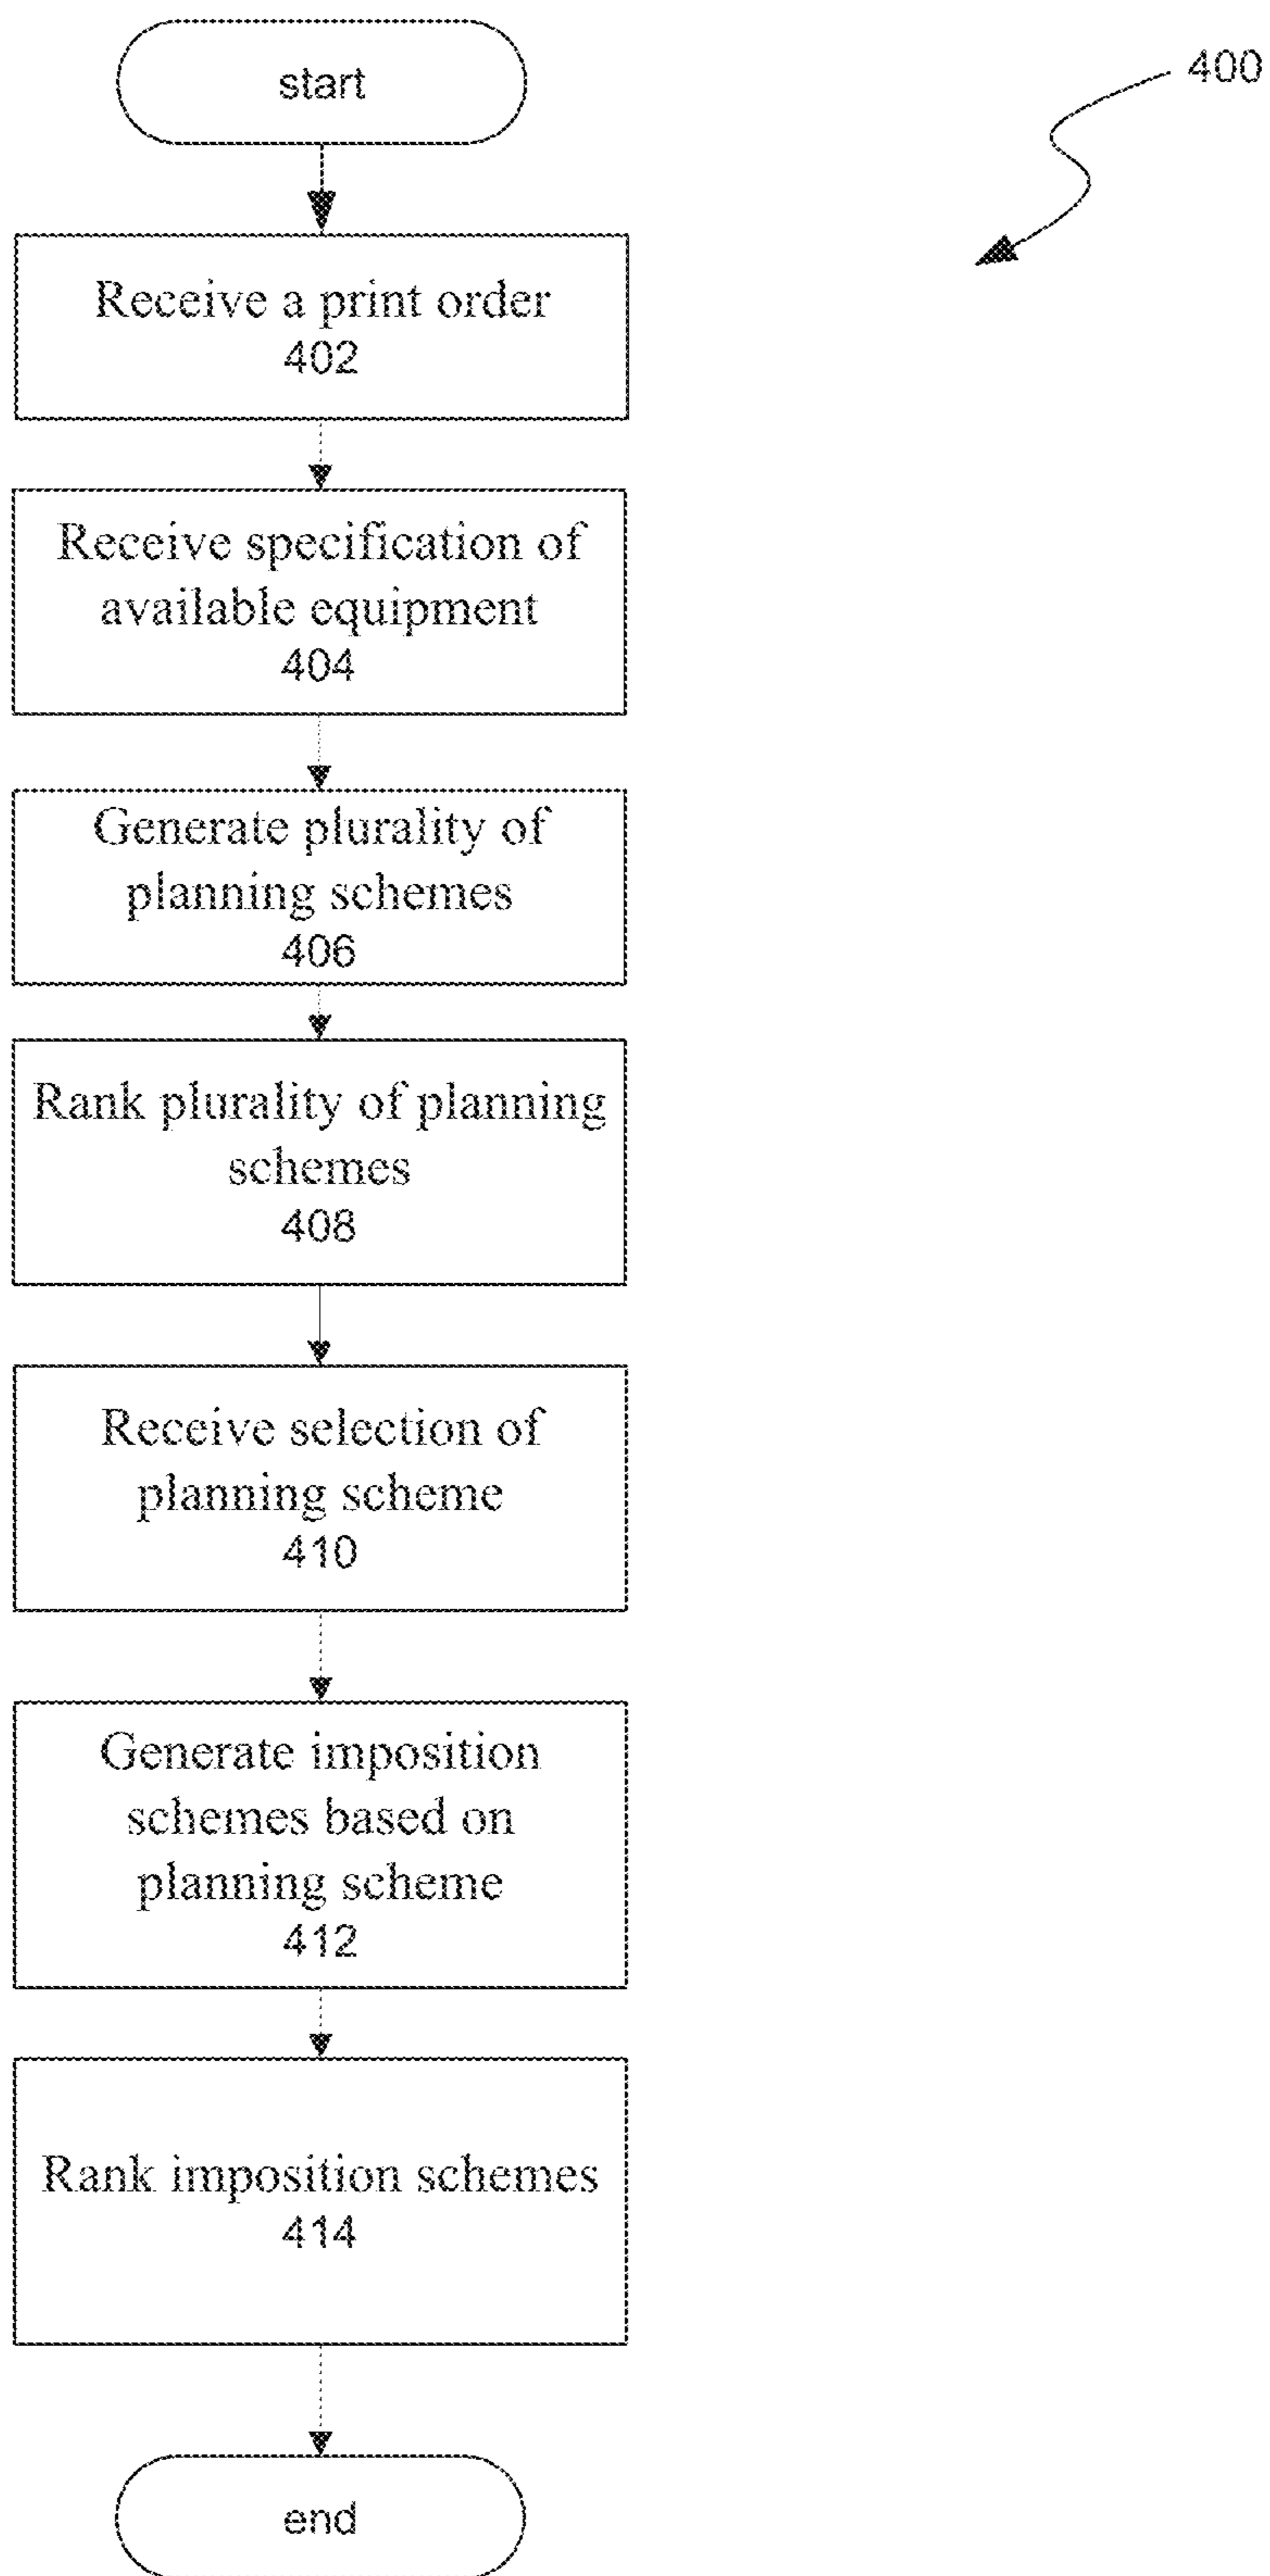 start
400
Receive a print order
402
Receive specification of
available equipment
404
Generate plurality of
planning schemes
406
Rank plurality of planning
schemes
408
Receive selection of
planning scheme
410
Generate imposition
schemes based on
planning scheme
412
Rank imposition schemes
414
end